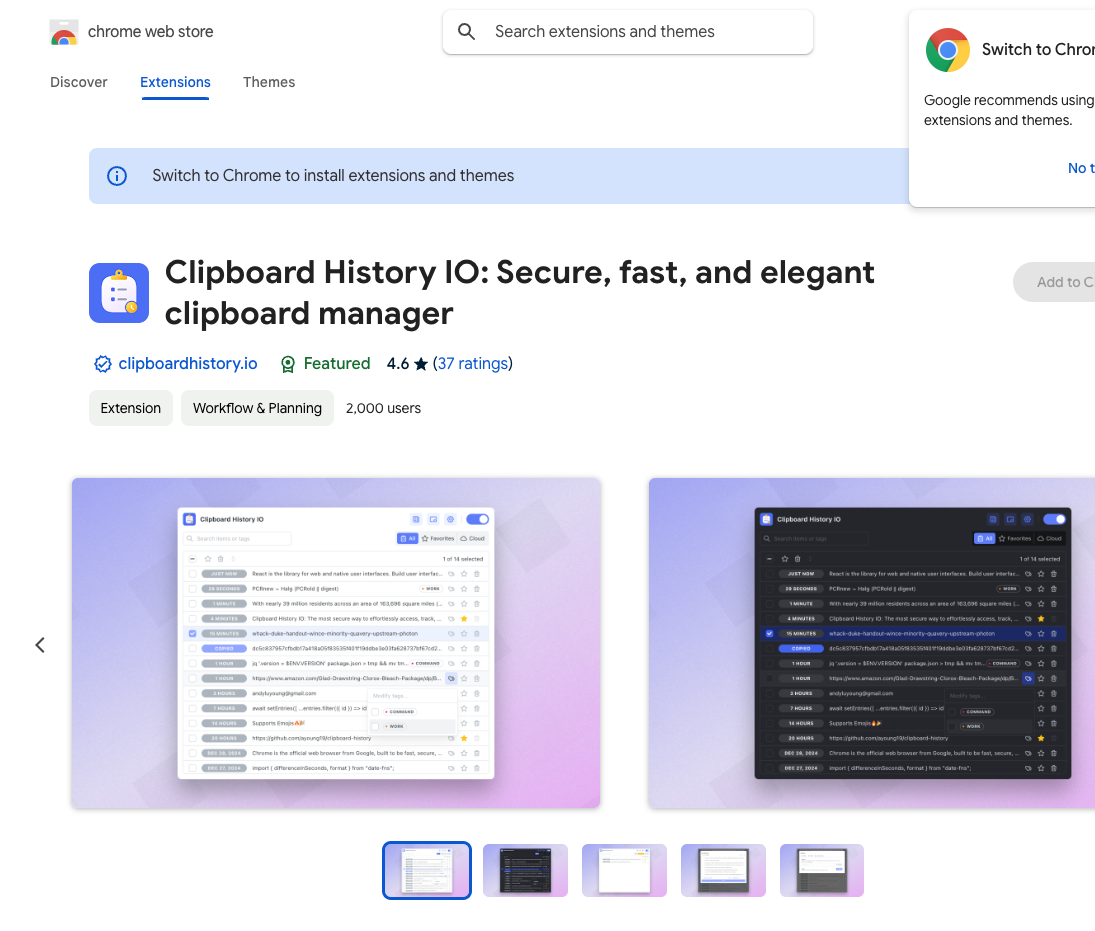 chrome web store
Search extensions and themes
Switch to Chror
Discover
Extensions
Themes
Google recommends using
extensions and themes.
No t
Switch to Chrome to install extensions and themes
Clipboard History IO: Secure, fast, and elegant
clipboard manager
Add to C
clipboardhistory.io
Featured
4.6 ★ (37 ratings)
Extension
Workflow & Planning
2,000 users
Clipboard History IO
Search items or tags
All
Favorites
Cloud
1 of 14 selected
JUST NOW React is the library for web and native user interfaces. Build user interfac...
39 SECONDS PCRnew = Haly (PCRold || digest) WORK
1 MINUTE With nearly 39 million residents across an area of 163,696 square miles (...
4 MINUTES Clipboard History IO. The most secure way to effortlessly access, track, ...
15 MINUTES whack-duke-handout-wince-minority-quavery-upstream-photon
COPIED
1 HOUR jq '.version = $ENV.VERSION' package.json > tmp && mv tm... COMMAND
1 HOUR https://www.amazon.com/Glad-Drawstring-Clorox-Bleach-Package/dp/B...
2 HOURS andyluyoung@gmail.com
Modify tags...
7 HOURS await setEntries([ ...entries.filter(({ id }) => id
COMMAND
14 HOURS Supports Emojis🔥🎉
WORK
20 HOURS https://github.com/ayoung19/clipboard-history
DEC 28, 2024 Chrome is the official web browser from Google, built to be fast, secure, ...
DEC 27, 2024 import { differenceInSeconds, format } from "date-fns";
Clipboard History IO
Search items or tags
All
Favorites
Cloud
1 of 14 selected
JUST NOW React is the library for web and native user interfaces. Build user interfac...
39 SECONDS PCRnew = Haly (PCRold || digest) WORK
1 MINUTE With nearly 39 million residents across an area of 163,696 square miles (...
4 MINUTES Clipboard History IO. The most secure way to effortlessly access, track, ...
15 MINUTES whack-duke-handout-wince-minority-quavery-upstream-photon
COPIED
1 HOUR jq '.version = $ENV.VERSION' package.json > tmp && mv tm... COMMAND
1 HOUR https://www.amazon.com/Glad-Drawstring-Clorox-Bleach-Package/dp/B...
2 HOURS andyluyoung@gmail.com
Modify tags...
7 HOURS await setEntries([ ...entries.filter(({ id }) => id
COMMAND
14 HOURS Supports Emojis🔥🎉
WORK
20 HOURS https://github.com/ayoung19/clipboard-history
DEC 28, 2024 Chrome is the official web browser from Google, built to be fast, secure, ...
DEC 27, 2024 import { differenceInSeconds, format } from "date-fns";